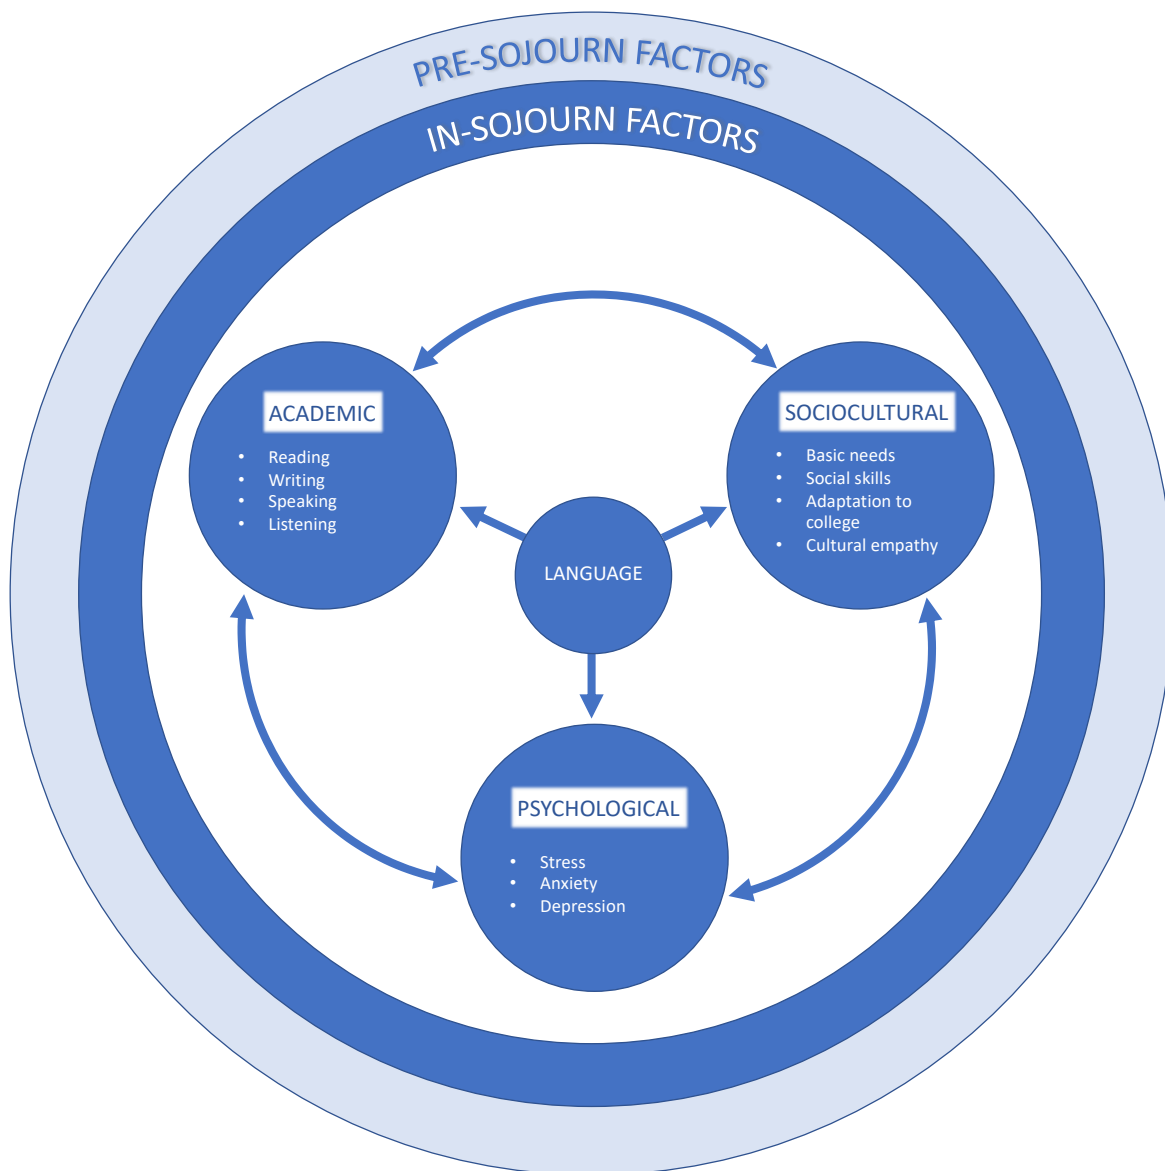 PRE-SOJOURN FACTORS
IN-SOJOURN FACTORS
ACADEMIC
• Reading
• Writing
• Speaking
• Listening
SOCIOCULTURAL
• Basic needs
• Social skills
• Adaptation to
college
• Cultural empathy
LANGUAGE
PSYCHOLOGICAL
• Stress
• Anxiety
• Depression